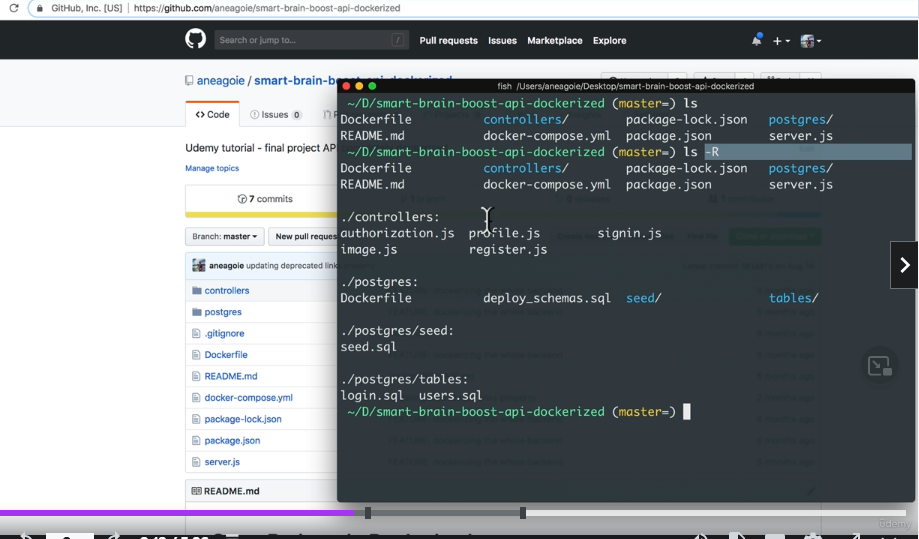 GitHub, Inc. [US] | https://github.com/aneagoie/smart-brain-boost-api-dockerized
Search or jump to... / Pull requests Issues Marketplace Explore
aneagoie / smart-brain-boost-api-dockerized
fish /Users/aneagoie/Desktop/smart-brain-boost-api-dockerized
<> Code Issues 0
Udemy tutorial - final project API
Manage topics
7 commits
Branch: master New pull request
aneagoie updating deprecated link
controllers
postgres
.gitignore
Dockerfile
README.md
docker-compose.yml
package-lock.json
package.json
server.js
README.md
~/D/smart-brain-boost-api-dockerized (master=) ls
Dockerfile controllers/ package-lock.json postgres/
README.md docker-compose.yml package.json server.js
~/D/smart-brain-boost-api-dockerized (master=) ls -R
Dockerfile controllers/ package-lock.json postgres/
README.md docker-compose.yml package.json server.js
./controllers:
authorization.js profile.js signin.js
image.js register.js
./postgres:
Dockerfile deploy_schemas.sql seed/ tables/
./postgres/seed:
seed.sql
./postgres/tables:
login.sql users.sql
~/D/smart-brain-boost-api-dockerized (master=)
ûdemy